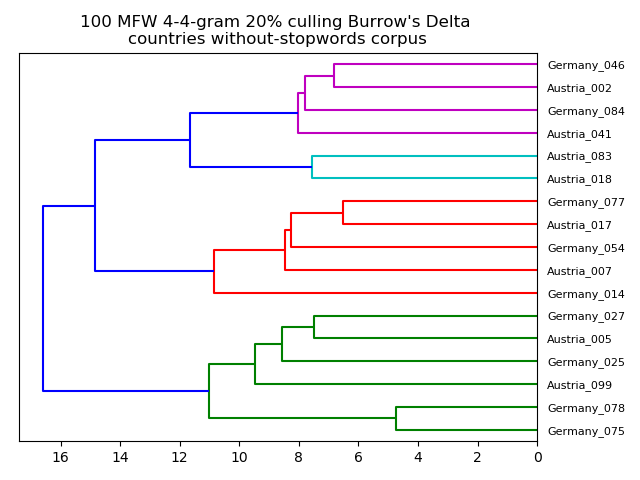 100 MFW 4-4-gram 20% culling Burrow's Delta
countries without-stopwords corpus
Germany_046
Austria_002
Germany_084
Austria_041
Austria_083
Austria_018
Germany_077
Austria_017
Germany_054
Austria_007
Germany_014
Germany_027
Austria_005
Germany_025
Austria_099
Germany_078
Germany_075
16 14 12 10 8 6 4 2 0